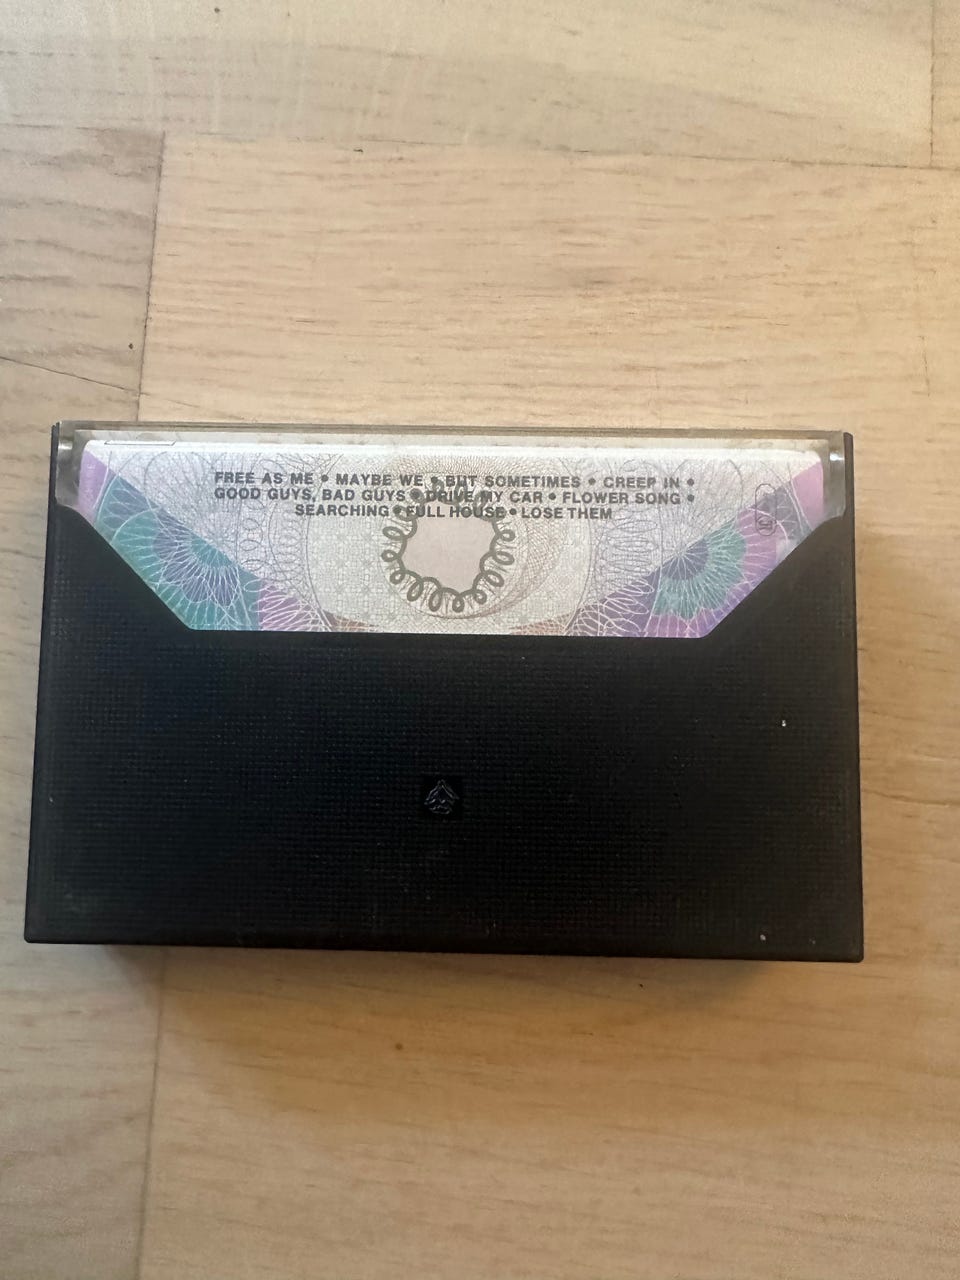 FREE AS ME • MAYBE WE • BUT SOMETIMES • CREEP IN •
GOOD GUYS, BAD GUYS • DRIVE MY CAR • FLOWER SONG •
SEARCHING • FULL HOUSE • LOSE THEM